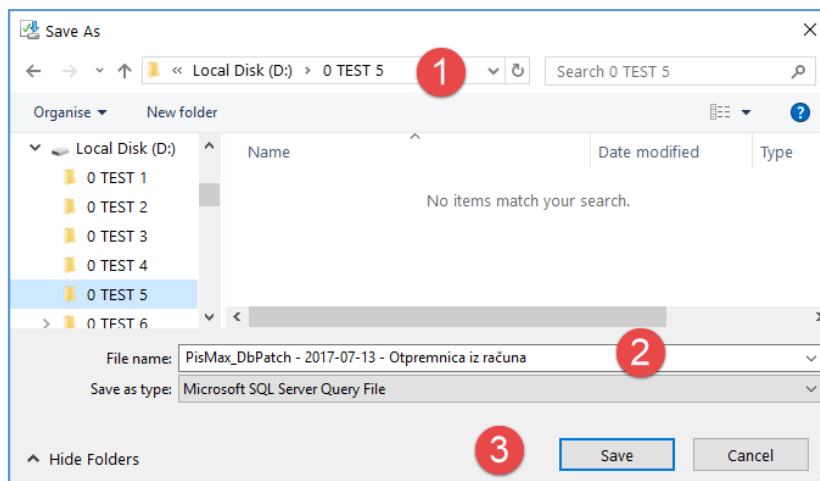 Save As
« Local Disk (D:) > 0 TEST 5
1
Search 0 TEST 5
Organise
New folder
?
Local Disk (D:)
Name
Date modified
Type
0 TEST 1
0 TEST 2
0 TEST 3
0 TEST 4
0 TEST 5
0 TEST 6
No items match your search.
File name:
PisMax_DbPatch - 2017-07-13 - Otpremnica iz računa
2
Save as type:
Microsoft SQL Server Query File
3
Hide Folders
Save
Cancel